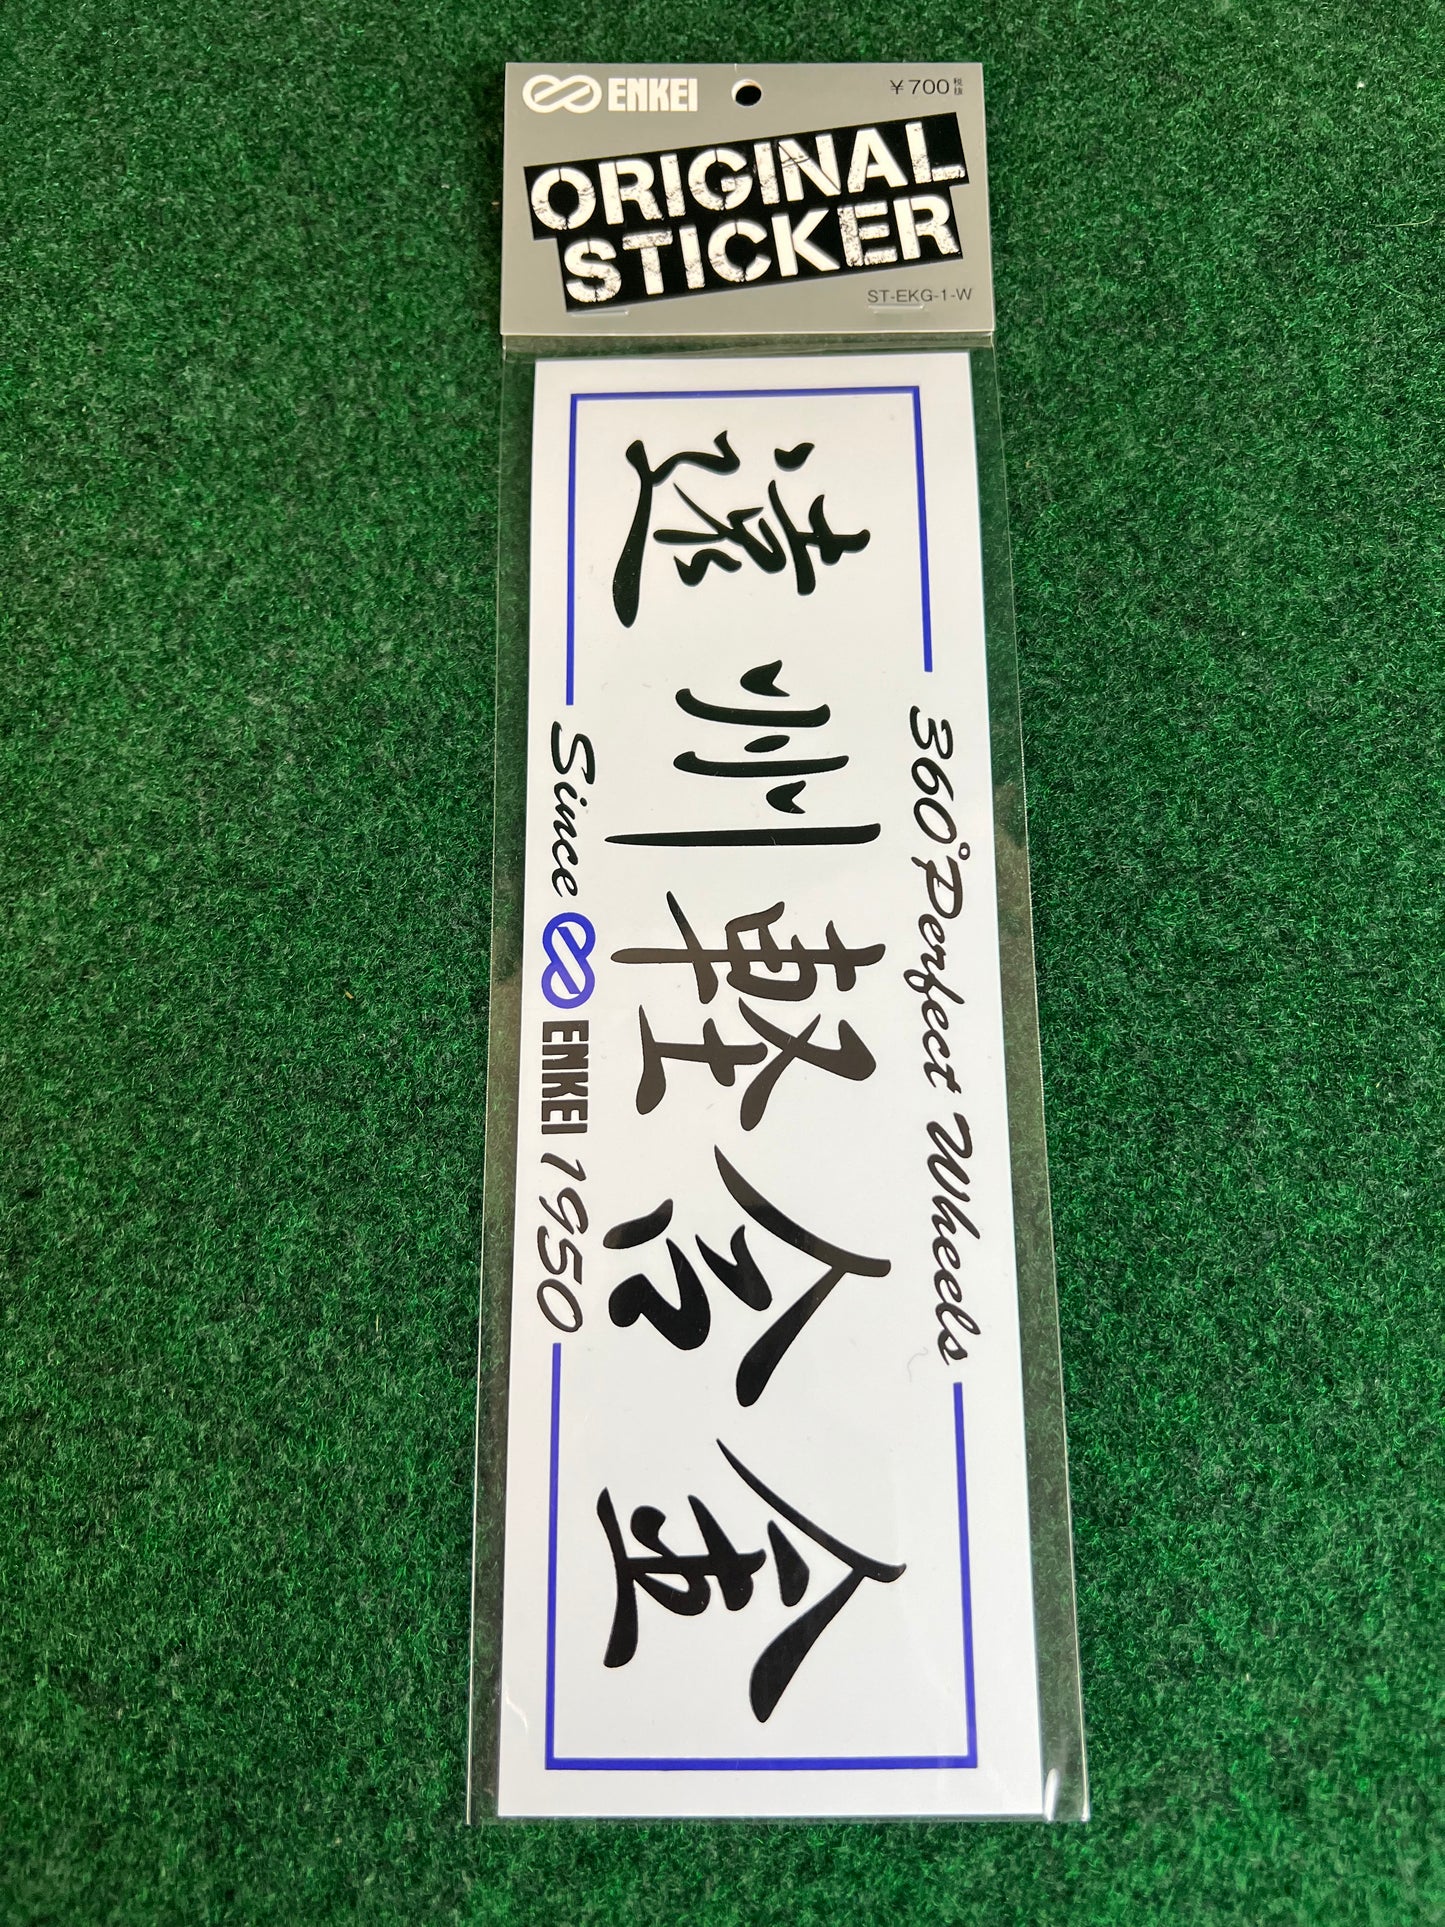 ENKEI
¥700税抜
ORIGINAL
STICKER
ST-EKG-1-W
360°Perfect Wheels
遠州軽合金
Since ENKEI 1950